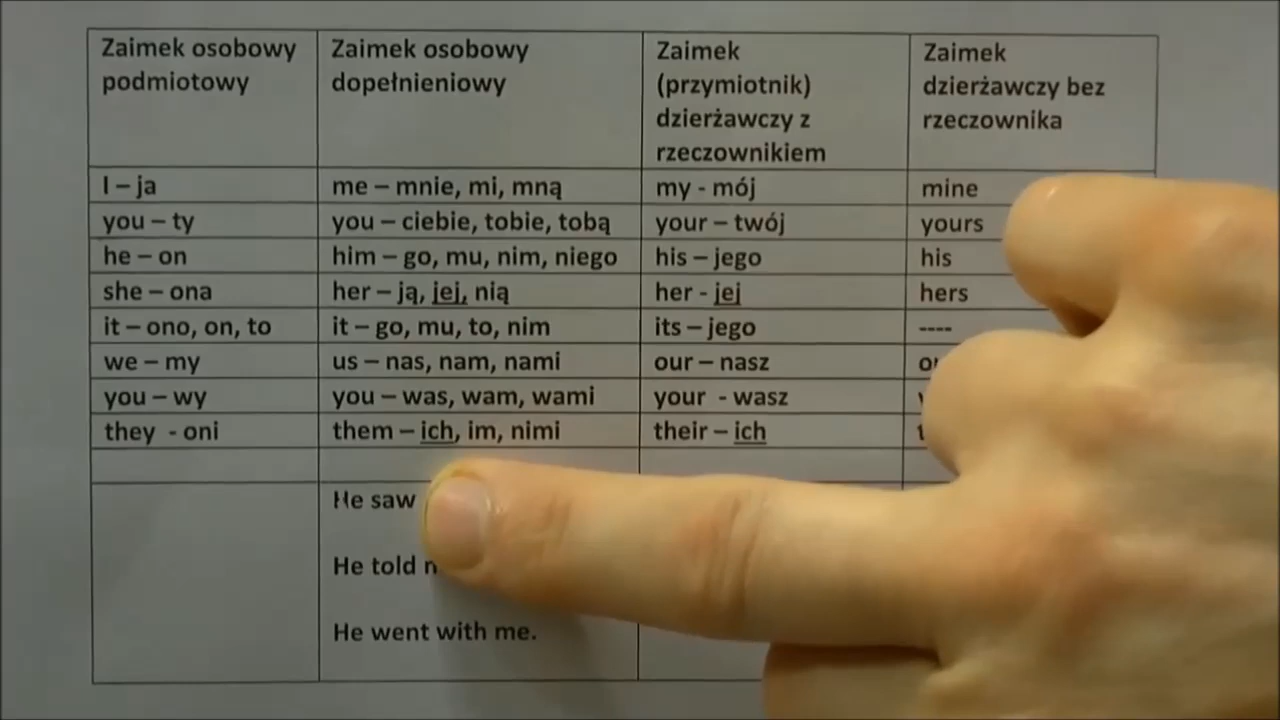 Zaimek osobowy podmiotowy
Zaimek osobowy dopełnieniowy
Zaimek (przymiotnik) dzierżawczy z rzeczownikiem
Zaimek dzierżawczy bez rzeczownika
I – ja me – mnie, mi, mną my - mój mine
you – ty you – ciebie, tobie, tobą your – twój yours
he – on him – go, mu, nim, niego his – jego his
she – ona her – ją, jej, nią her - jej hers
it – ono, on, to it – go, mu, to, nim its – jego ----
we – my us – nas, nam, nami our – nasz
you – wy you – was, wam, wami your - wasz
they - oni them – ich, im, nimi their – ich
He saw
He told
He went with me.